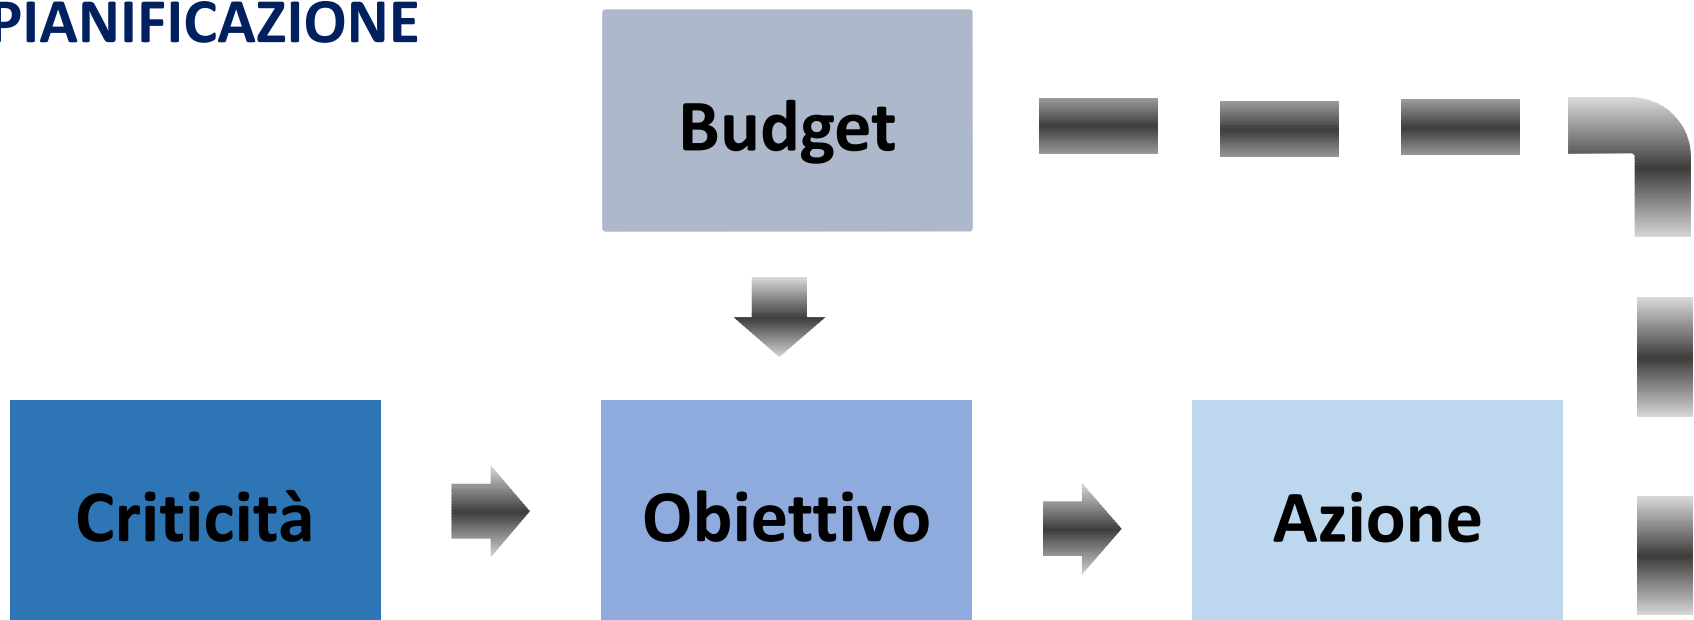 PIANIFICAZIONE
Budget
Criticità
Obiettivo
Azione